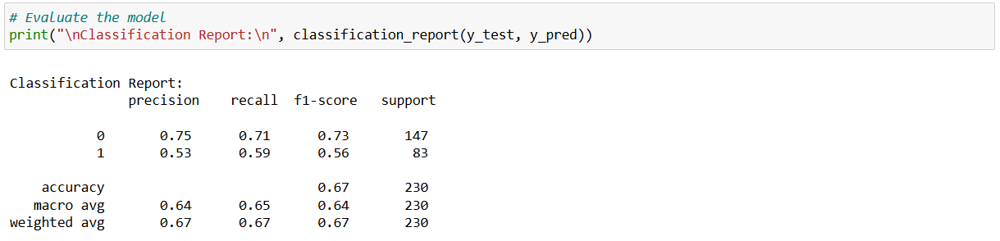 # Evaluate the model
print("\nClassification Report:\n", classification_report(y_test, y_pred))
Classification Report:
precision recall f1-score support
0 0.75 0.71 0.73 147
1 0.53 0.59 0.56 83
accuracy 0.67 230
macro avg 0.64 0.65 0.64 230
weighted avg 0.67 0.67 0.67 230